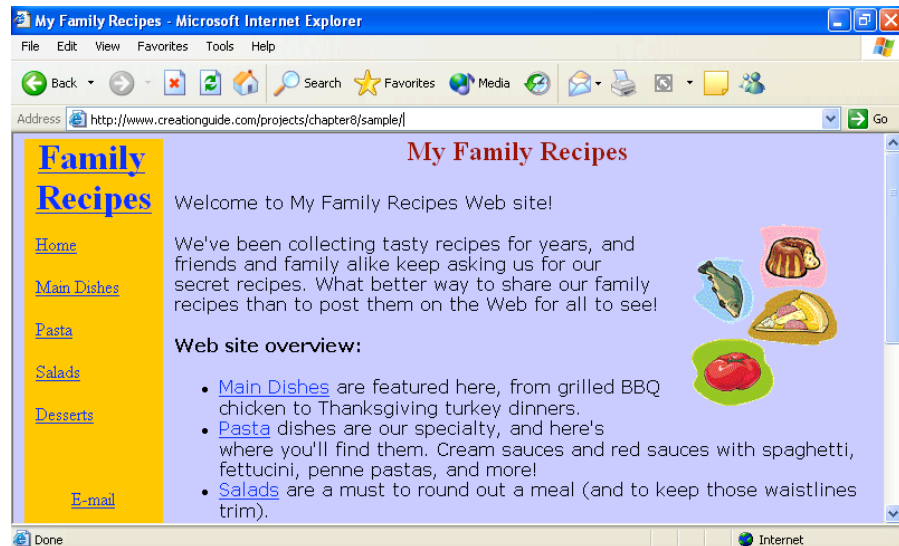 My Family Recipes - Microsoft Internet Explorer
File Edit View Favorites Tools Help
Back Search Favorites Media
Address http://www.creationguide.com/projects/chapter8/sample/ Go
Family
Recipes
Home
Main Dishes
Pasta
Salads
Desserts
E-mail
My Family Recipes
Welcome to My Family Recipes Web site!
We've been collecting tasty recipes for years, and
friends and family alike keep asking us for our
secret recipes. What better way to share our family
recipes than to post them on the Web for all to see!
Web site overview:
Main Dishes are featured here, from grilled BBQ
chicken to Thanksgiving turkey dinners.
Pasta dishes are our specialty, and here's
where you'll find them. Cream sauces and red sauces with spaghetti,
fettucini, penne pastas, and more!
Salads are a must to round out a meal (and to keep those waistlines
trim).
Done Internet